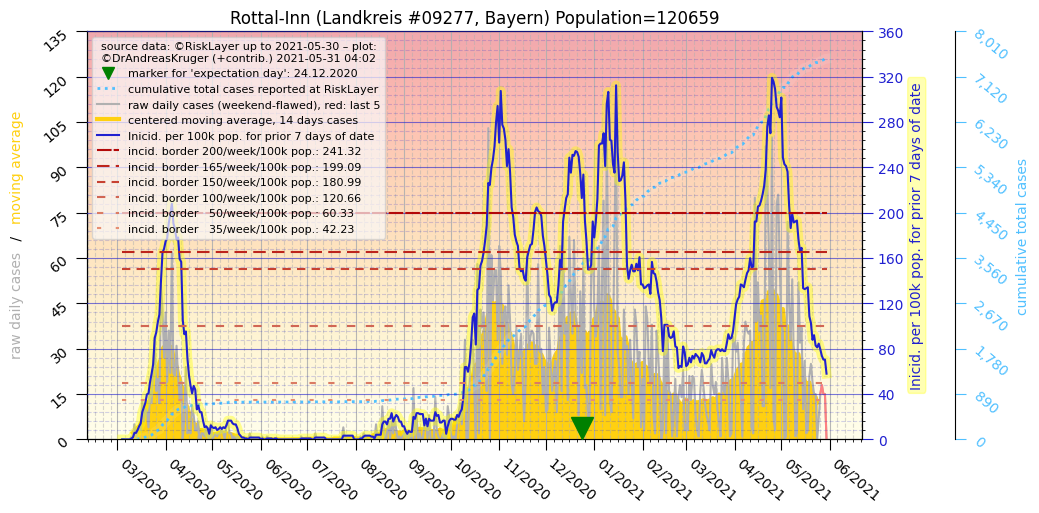 Rottal-Inn (Landkreis #09277, Bayern) Population=120659
source data: ©RiskLayer up to 2021-05-30 – plot:
©DrAndreasKruger (+contrib.) 2021-05-31 04:02
marker for 'expectation day': 24.12.2020
cumulative total cases reported at RiskLayer
raw daily cases (weekend-flawed), red: last 5
centered moving average, 14 days cases
Inicid. per 100k pop. for prior 7 days of date
incid. border 200/week/100k pop.: 241.32
incid. border 165/week/100k pop.: 199.09
incid. border 150/week/100k pop.: 180.99
incid. border 100/week/100k pop.: 120.66
incid. border   50/week/100k pop.: 60.33
incid. border   35/week/100k pop.: 42.23
raw daily cases / moving average
135
120
105
90
75
60
45
30
15
0
360
320
280
240
200
160
120
80
40
0
Inicid. per 100k pop. for prior 7 days of date
8,010
7,120
6,230
5,340
4,450
3,560
2,670
1,780
890
0
cumulative total cases
03/2020
04/2020
05/2020
06/2020
07/2020
08/2020
09/2020
10/2020
11/2020
12/2020
01/2021
02/2021
03/2021
04/2021
05/2021
06/2021